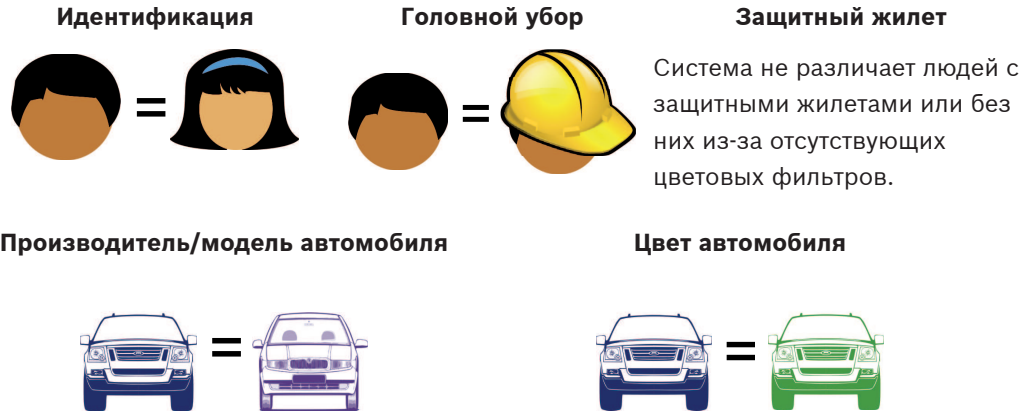 Идентификация
Головной убор
Защитный жилет
=
=
Система не различает людей с
защитными жилетами или без
них из-за отсутствующих
цветовых фильтров.
Производитель/модель автомобиля
Цвет автомобиля
=
=